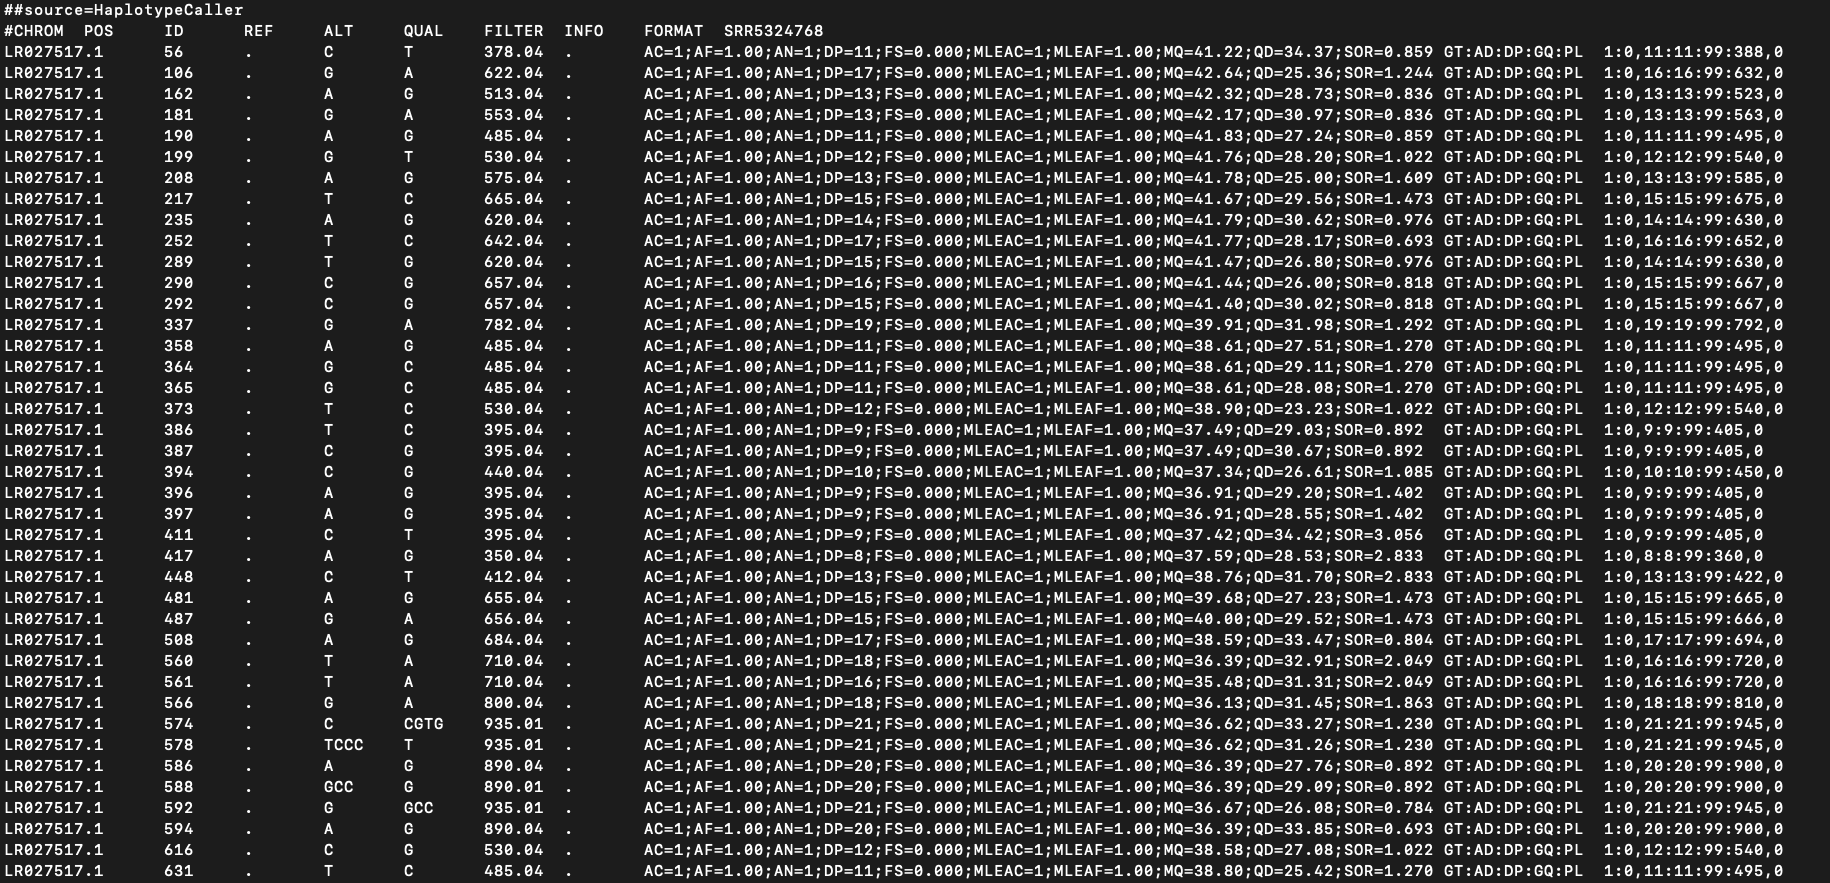 ##source=HaplotypeCaller
#CHROM POS ID REF ALT QUAL FILTER INFO FORMAT SRR5324768
LR027517.1 56 . C T 378.04 . AC=1;AF=1.00;AN=1;DP=11;FS=0.000;MLEAC=1;MLEAF=1.00;MQ=41.22;QD=34.37;SOR=0.859 GT:AD:DP:GQ:PL 1:0,11:11:99:388,0
LR027517.1 106 . G A 622.04 . AC=1;AF=1.00;AN=1;DP=17;FS=0.000;MLEAC=1;MLEAF=1.00;MQ=42.64;QD=25.36;SOR=1.244 GT:AD:DP:GQ:PL 1:0,16:16:99:632,0
LR027517.1 162 . A G 513.04 . AC=1;AF=1.00;AN=1;DP=13;FS=0.000;MLEAC=1;MLEAF=1.00;MQ=42.32;QD=28.73;SOR=0.836 GT:AD:DP:GQ:PL 1:0,13:13:99:523,0
LR027517.1 181 . G A 553.04 . AC=1;AF=1.00;AN=1;DP=13;FS=0.000;MLEAC=1;MLEAF=1.00;MQ=42.17;QD=30.97;SOR=0.836 GT:AD:DP:GQ:PL 1:0,13:13:99:563,0
LR027517.1 190 . A G 485.04 . AC=1;AF=1.00;AN=1;DP=11;FS=0.000;MLEAC=1;MLEAF=1.00;MQ=41.83;QD=27.24;SOR=0.859 GT:AD:DP:GQ:PL 1:0,11:11:99:495,0
LR027517.1 199 . G T 530.04 . AC=1;AF=1.00;AN=1;DP=12;FS=0.000;MLEAC=1;MLEAF=1.00;MQ=41.76;QD=28.20;SOR=1.022 GT:AD:DP:GQ:PL 1:0,12:12:99:540,0
LR027517.1 208 . A G 575.04 . AC=1;AF=1.00;AN=1;DP=13;FS=0.000;MLEAC=1;MLEAF=1.00;MQ=41.78;QD=25.00;SOR=1.609 GT:AD:DP:GQ:PL 1:0,13:13:99:585,0
LR027517.1 217 . T C 665.04 . AC=1;AF=1.00;AN=1;DP=15;FS=0.000;MLEAC=1;MLEAF=1.00;MQ=41.67;QD=29.56;SOR=1.473 GT:AD:DP:GQ:PL 1:0,15:15:99:675,0
LR027517.1 235 . A G 620.04 . AC=1;AF=1.00;AN=1;DP=14;FS=0.000;MLEAC=1;MLEAF=1.00;MQ=41.79;QD=30.62;SOR=0.976 GT:AD:DP:GQ:PL 1:0,14:14:99:630,0
LR027517.1 252 . T C 642.04 . AC=1;AF=1.00;AN=1;DP=17;FS=0.000;MLEAC=1;MLEAF=1.00;MQ=41.77;QD=28.17;SOR=0.693 GT:AD:DP:GQ:PL 1:0,16:16:99:652,0
LR027517.1 289 . T G 620.04 . AC=1;AF=1.00;AN=1;DP=15;FS=0.000;MLEAC=1;MLEAF=1.00;MQ=41.47;QD=26.80;SOR=0.976 GT:AD:DP:GQ:PL 1:0,14:14:99:630,0
LR027517.1 290 . C G 657.04 . AC=1;AF=1.00;AN=1;DP=16;FS=0.000;MLEAC=1;MLEAF=1.00;MQ=41.44;QD=26.00;SOR=0.818 GT:AD:DP:GQ:PL 1:0,15:15:99:667,0
LR027517.1 292 . C G 657.04 . AC=1;AF=1.00;AN=1;DP=15;FS=0.000;MLEAC=1;MLEAF=1.00;MQ=41.40;QD=30.02;SOR=0.818 GT:AD:DP:GQ:PL 1:0,15:15:99:667,0
LR027517.1 337 . G A 782.04 . AC=1;AF=1.00;AN=1;DP=19;FS=0.000;MLEAC=1;MLEAF=1.00;MQ=39.91;QD=31.98;SOR=1.292 GT:AD:DP:GQ:PL 1:0,19:19:99:792,0
LR027517.1 358 . A G 485.04 . AC=1;AF=1.00;AN=1;DP=11;FS=0.000;MLEAC=1;MLEAF=1.00;MQ=38.61;QD=27.51;SOR=1.270 GT:AD:DP:GQ:PL 1:0,11:11:99:495,0
LR027517.1 364 . G C 485.04 . AC=1;AF=1.00;AN=1;DP=11;FS=0.000;MLEAC=1;MLEAF=1.00;MQ=38.61;QD=29.11;SOR=1.270 GT:AD:DP:GQ:PL 1:0,11:11:99:495,0
LR027517.1 365 . G C 485.04 . AC=1;AF=1.00;AN=1;DP=11;FS=0.000;MLEAC=1;MLEAF=1.00;MQ=38.61;QD=28.08;SOR=1.270 GT:AD:DP:GQ:PL 1:0,11:11:99:495,0
LR027517.1 373 . T C 530.04 . AC=1;AF=1.00;AN=1;DP=12;FS=0.000;MLEAC=1;MLEAF=1.00;MQ=38.90;QD=23.23;SOR=1.022 GT:AD:DP:GQ:PL 1:0,12:12:99:540,0
LR027517.1 386 . T C 395.04 . AC=1;AF=1.00;AN=1;DP=9;FS=0.000;MLEAC=1;MLEAF=1.00;MQ=37.49;QD=29.03;SOR=0.892 GT:AD:DP:GQ:PL 1:0,9:9:99:405,0
LR027517.1 387 . C G 395.04 . AC=1;AF=1.00;AN=1;DP=9;FS=0.000;MLEAC=1;MLEAF=1.00;MQ=37.49;QD=30.67;SOR=0.892 GT:AD:DP:GQ:PL 1:0,9:9:99:405,0
LR027517.1 394 . C G 440.04 . AC=1;AF=1.00;AN=1;DP=10;FS=0.000;MLEAC=1;MLEAF=1.00;MQ=37.34;QD=26.61;SOR=1.085 GT:AD:DP:GQ:PL 1:0,10:10:99:450,0
LR027517.1 396 . A G 395.04 . AC=1;AF=1.00;AN=1;DP=9;FS=0.000;MLEAC=1;MLEAF=1.00;MQ=36.91;QD=29.20;SOR=1.402 GT:AD:DP:GQ:PL 1:0,9:9:99:405,0
LR027517.1 397 . A G 395.04 . AC=1;AF=1.00;AN=1;DP=9;FS=0.000;MLEAC=1;MLEAF=1.00;MQ=36.91;QD=28.55;SOR=1.402 GT:AD:DP:GQ:PL 1:0,9:9:99:405,0
LR027517.1 411 . C T 395.04 . AC=1;AF=1.00;AN=1;DP=9;FS=0.000;MLEAC=1;MLEAF=1.00;MQ=37.42;QD=34.42;SOR=3.056 GT:AD:DP:GQ:PL 1:0,9:9:99:405,0
LR027517.1 417 . A G 350.04 . AC=1;AF=1.00;AN=1;DP=8;FS=0.000;MLEAC=1;MLEAF=1.00;MQ=37.59;QD=28.53;SOR=2.833 GT:AD:DP:GQ:PL 1:0,8:8:99:360,0
LR027517.1 448 . C T 412.04 . AC=1;AF=1.00;AN=1;DP=13;FS=0.000;MLEAC=1;MLEAF=1.00;MQ=38.76;QD=31.70;SOR=2.833 GT:AD:DP:GQ:PL 1:0,13:13:99:422,0
LR027517.1 481 . A G 655.04 . AC=1;AF=1.00;AN=1;DP=15;FS=0.000;MLEAC=1;MLEAF=1.00;MQ=39.68;QD=27.23;SOR=1.473 GT:AD:DP:GQ:PL 1:0,15:15:99:665,0
LR027517.1 487 . G A 656.04 . AC=1;AF=1.00;AN=1;DP=15;FS=0.000;MLEAC=1;MLEAF=1.00;MQ=40.00;QD=29.52;SOR=1.473 GT:AD:DP:GQ:PL 1:0,15:15:99:666,0
LR027517.1 508 . A G 684.04 . AC=1;AF=1.00;AN=1;DP=17;FS=0.000;MLEAC=1;MLEAF=1.00;MQ=38.59;QD=33.47;SOR=0.804 GT:AD:DP:GQ:PL 1:0,17:17:99:694,0
LR027517.1 560 . T A 710.04 . AC=1;AF=1.00;AN=1;DP=18;FS=0.000;MLEAC=1;MLEAF=1.00;MQ=36.39;QD=32.91;SOR=2.049 GT:AD:DP:GQ:PL 1:0,16:16:99:720,0
LR027517.1 561 . T A 710.04 . AC=1;AF=1.00;AN=1;DP=16;FS=0.000;MLEAC=1;MLEAF=1.00;MQ=35.48;QD=31.31;SOR=2.049 GT:AD:DP:GQ:PL 1:0,16:16:99:720,0
LR027517.1 566 . G A 800.04 . AC=1;AF=1.00;AN=1;DP=18;FS=0.000;MLEAC=1;MLEAF=1.00;MQ=36.13;QD=31.45;SOR=1.863 GT:AD:DP:GQ:PL 1:0,18:18:99:810,0
LR027517.1 574 . C CGTG 935.01 . AC=1;AF=1.00;AN=1;DP=21;FS=0.000;MLEAC=1;MLEAF=1.00;MQ=36.62;QD=33.27;SOR=1.230 GT:AD:DP:GQ:PL 1:0,21:21:99:945,0
LR027517.1 578 . TCCC T 935.01 . AC=1;AF=1.00;AN=1;DP=21;FS=0.000;MLEAC=1;MLEAF=1.00;MQ=36.62;QD=31.26;SOR=1.230 GT:AD:DP:GQ:PL 1:0,21:21:99:945,0
LR027517.1 586 . A G 890.04 . AC=1;AF=1.00;AN=1;DP=20;FS=0.000;MLEAC=1;MLEAF=1.00;MQ=36.39;QD=27.76;SOR=0.892 GT:AD:DP:GQ:PL 1:0,20:20:99:900,0
LR027517.1 588 . GCC G 890.01 . AC=1;AF=1.00;AN=1;DP=20;FS=0.000;MLEAC=1;MLEAF=1.00;MQ=36.39;QD=29.09;SOR=0.892 GT:AD:DP:GQ:PL 1:0,20:20:99:900,0
LR027517.1 592 . G GCC 935.01 . AC=1;AF=1.00;AN=1;DP=21;FS=0.000;MLEAC=1;MLEAF=1.00;MQ=36.67;QD=26.08;SOR=0.784 GT:AD:DP:GQ:PL 1:0,21:21:99:945,0
LR027517.1 594 . A G 890.04 . AC=1;AF=1.00;AN=1;DP=20;FS=0.000;MLEAC=1;MLEAF=1.00;MQ=36.39;QD=33.85;SOR=0.693 GT:AD:DP:GQ:PL 1:0,20:20:99:900,0
LR027517.1 616 . C G 530.04 . AC=1;AF=1.00;AN=1;DP=12;FS=0.000;MLEAC=1;MLEAF=1.00;MQ=38.58;QD=27.08;SOR=1.022 GT:AD:DP:GQ:PL 1:0,12:12:99:540,0
LR027517.1 631 . T C 485.04 . AC=1;AF=1.00;AN=1;DP=11;FS=0.000;MLEAC=1;MLEAF=1.00;MQ=38.80;QD=25.42;SOR=1.270 GT:AD:DP:GQ:PL 1:0,11:11:99:495,0